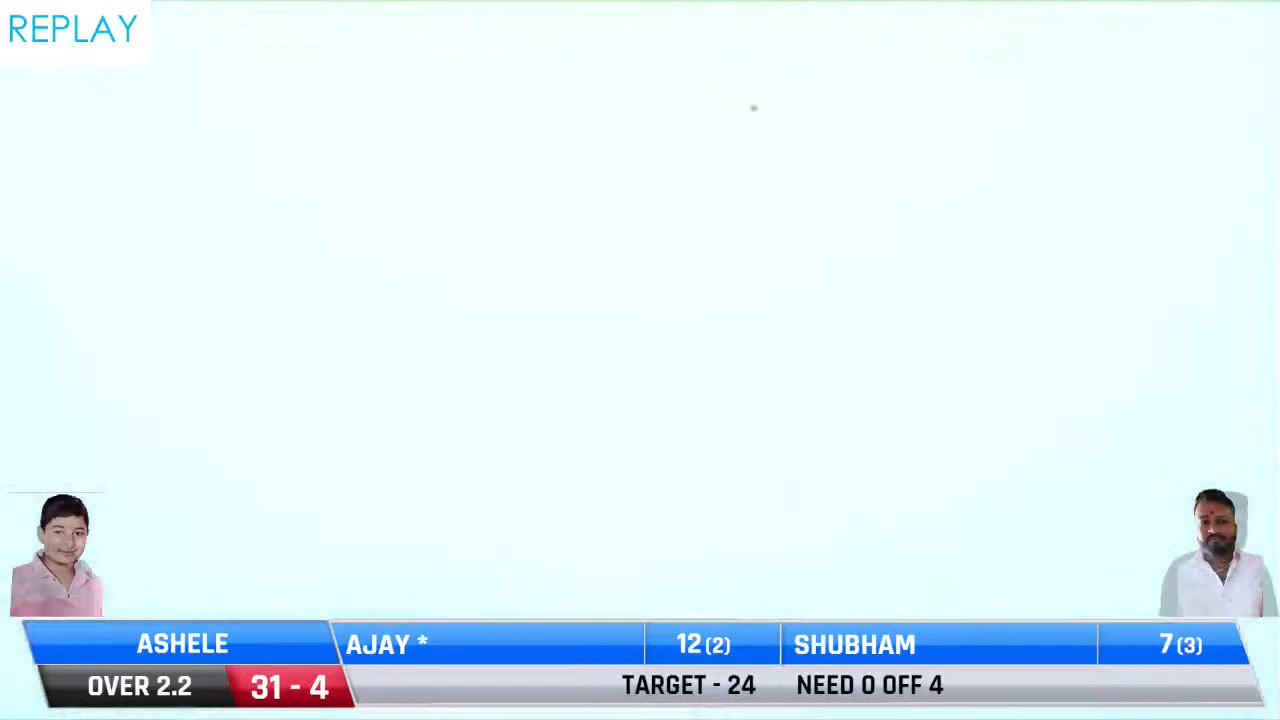 REPLAY
ASHELE AJAY * 12 (2) SHUBHAM 7 (3)
OVER 2.2 31 - 4 TARGET - 24 NEED 0 OFF 4